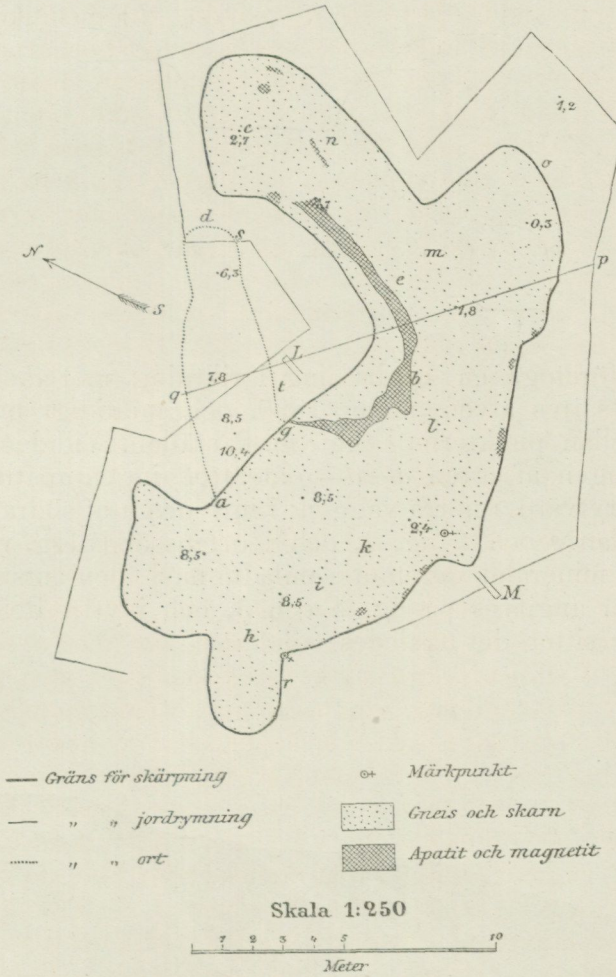 1,2
c
2,7
n
o
0,3
d
s
6,3
m
e
p
N
S
1,8
L
7,8
q
t
b
8,5
g
l
10,4
a
8,5
2,4
k
8,5
i
8,5
M
h
r
Gräns för skärpning
„ „ jordrymning
„ „ ort
Märkpunkt
Gneis och skarn
Apatit och magnetit
Skala 1:250
1 2 3 4 5 10
Meter